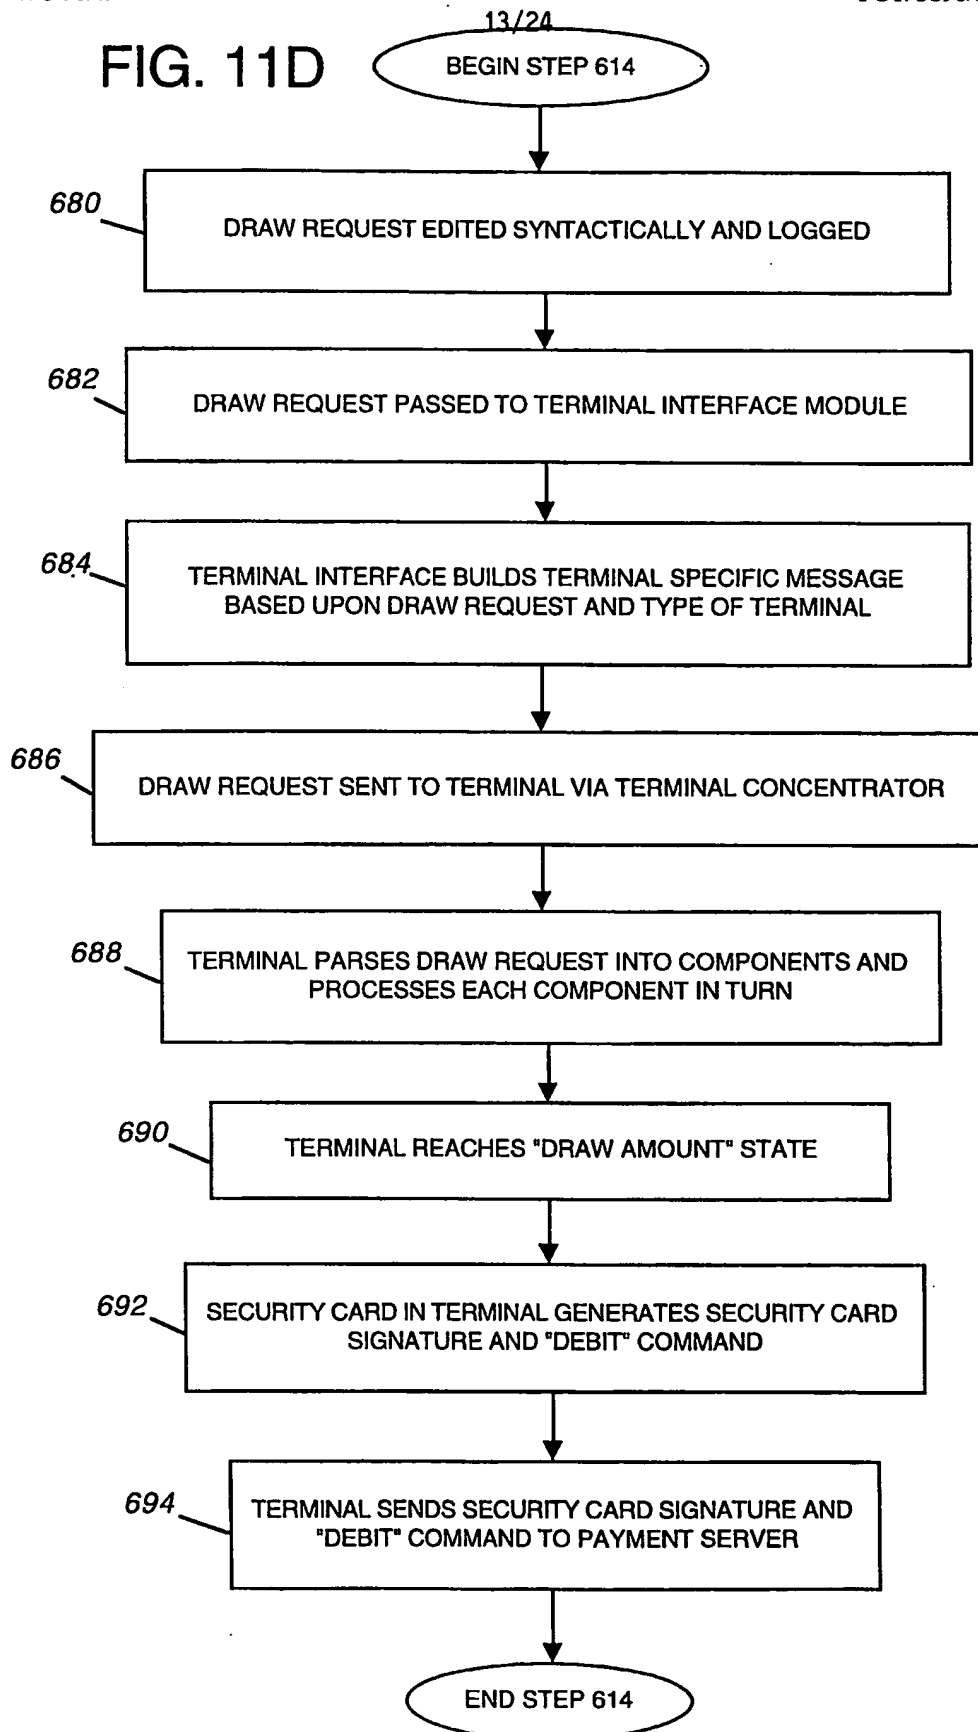 13/24
FIG. 11D
BEGIN STEP 614
680
DRAW REQUEST EDITED SYNTACTICALLY AND LOGGED
682
DRAW REQUEST PASSED TO TERMINAL INTERFACE MODULE
684
TERMINAL INTERFACE BUILDS TERMINAL SPECIFIC MESSAGE
BASED UPON DRAW REQUEST AND TYPE OF TERMINAL
686
DRAW REQUEST SENT TO TERMINAL VIA TERMINAL CONCENTRATOR
688
TERMINAL PARSES DRAW REQUEST INTO COMPONENTS AND
PROCESSES EACH COMPONENT IN TURN
690
TERMINAL REACHES "DRAW AMOUNT" STATE
692
SECURITY CARD IN TERMINAL GENERATES SECURITY CARD
SIGNATURE AND "DEBIT" COMMAND
694
TERMINAL SENDS SECURITY CARD SIGNATURE AND
"DEBIT" COMMAND TO PAYMENT SERVER
END STEP 614